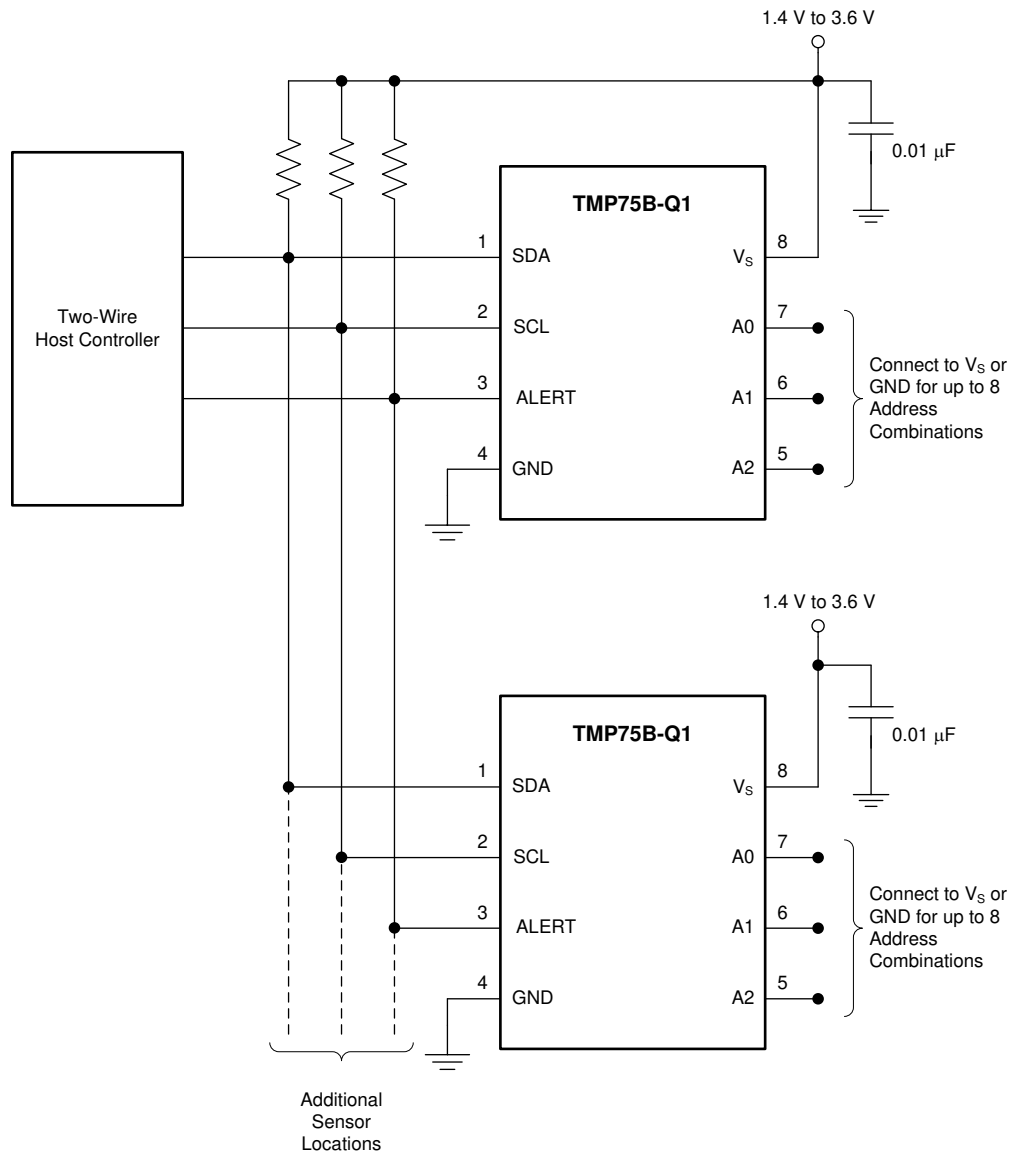 1.4 V to 3.6 V
0.01 μF
TMP75B-Q1
Two-Wire
Host Controller
1
SDA
2
SCL
3
ALERT
4
GND
VS
8
A0
7
A1
6
A2
5
Connect to VS or
GND for up to 8
Address
Combinations
1.4 V to 3.6 V
0.01 μF
TMP75B-Q1
1
SDA
2
SCL
3
ALERT
4
GND
VS
8
A0
7
A1
6
A2
5
Connect to VS or
GND for up to 8
Address
Combinations
Additional
Sensor
Locations